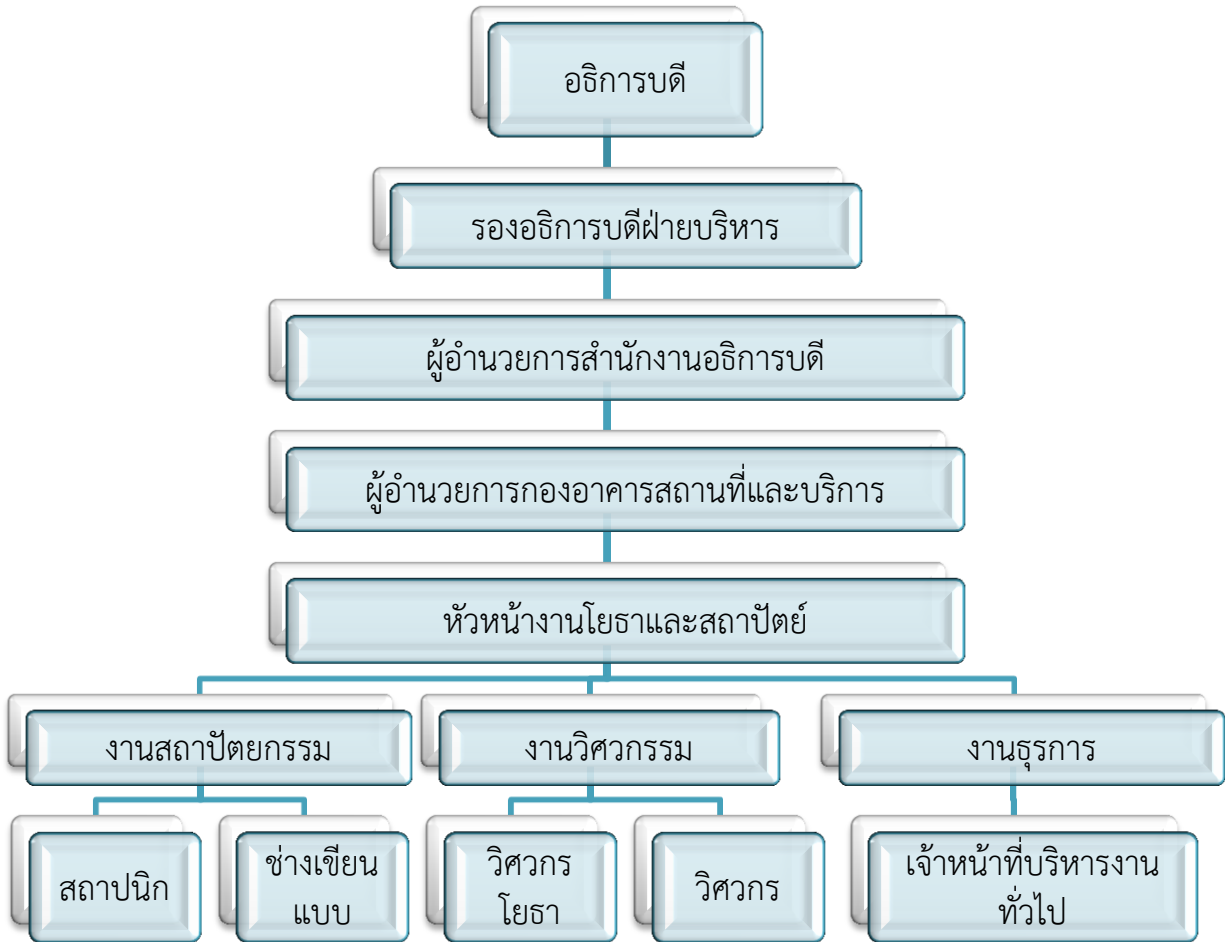 อธิการบดี
รองอธิการบดีฝ่ายบริหาร
ผู้อำนวยการสำนักงานอธิการบดี
ผู้อำนวยการกองอาคารสถานที่และบริการ
หัวหน้างานโยธาและสถาปัตย์
งานสถาปัตยกรรม
งานวิศวกรรม
งานธุรการ
สถาปนิก
ช่างเขียน
แบบ
วิศวกร
โยธา
วิศวกร
เจ้าหน้าที่บริหารงาน
ทั่วไป